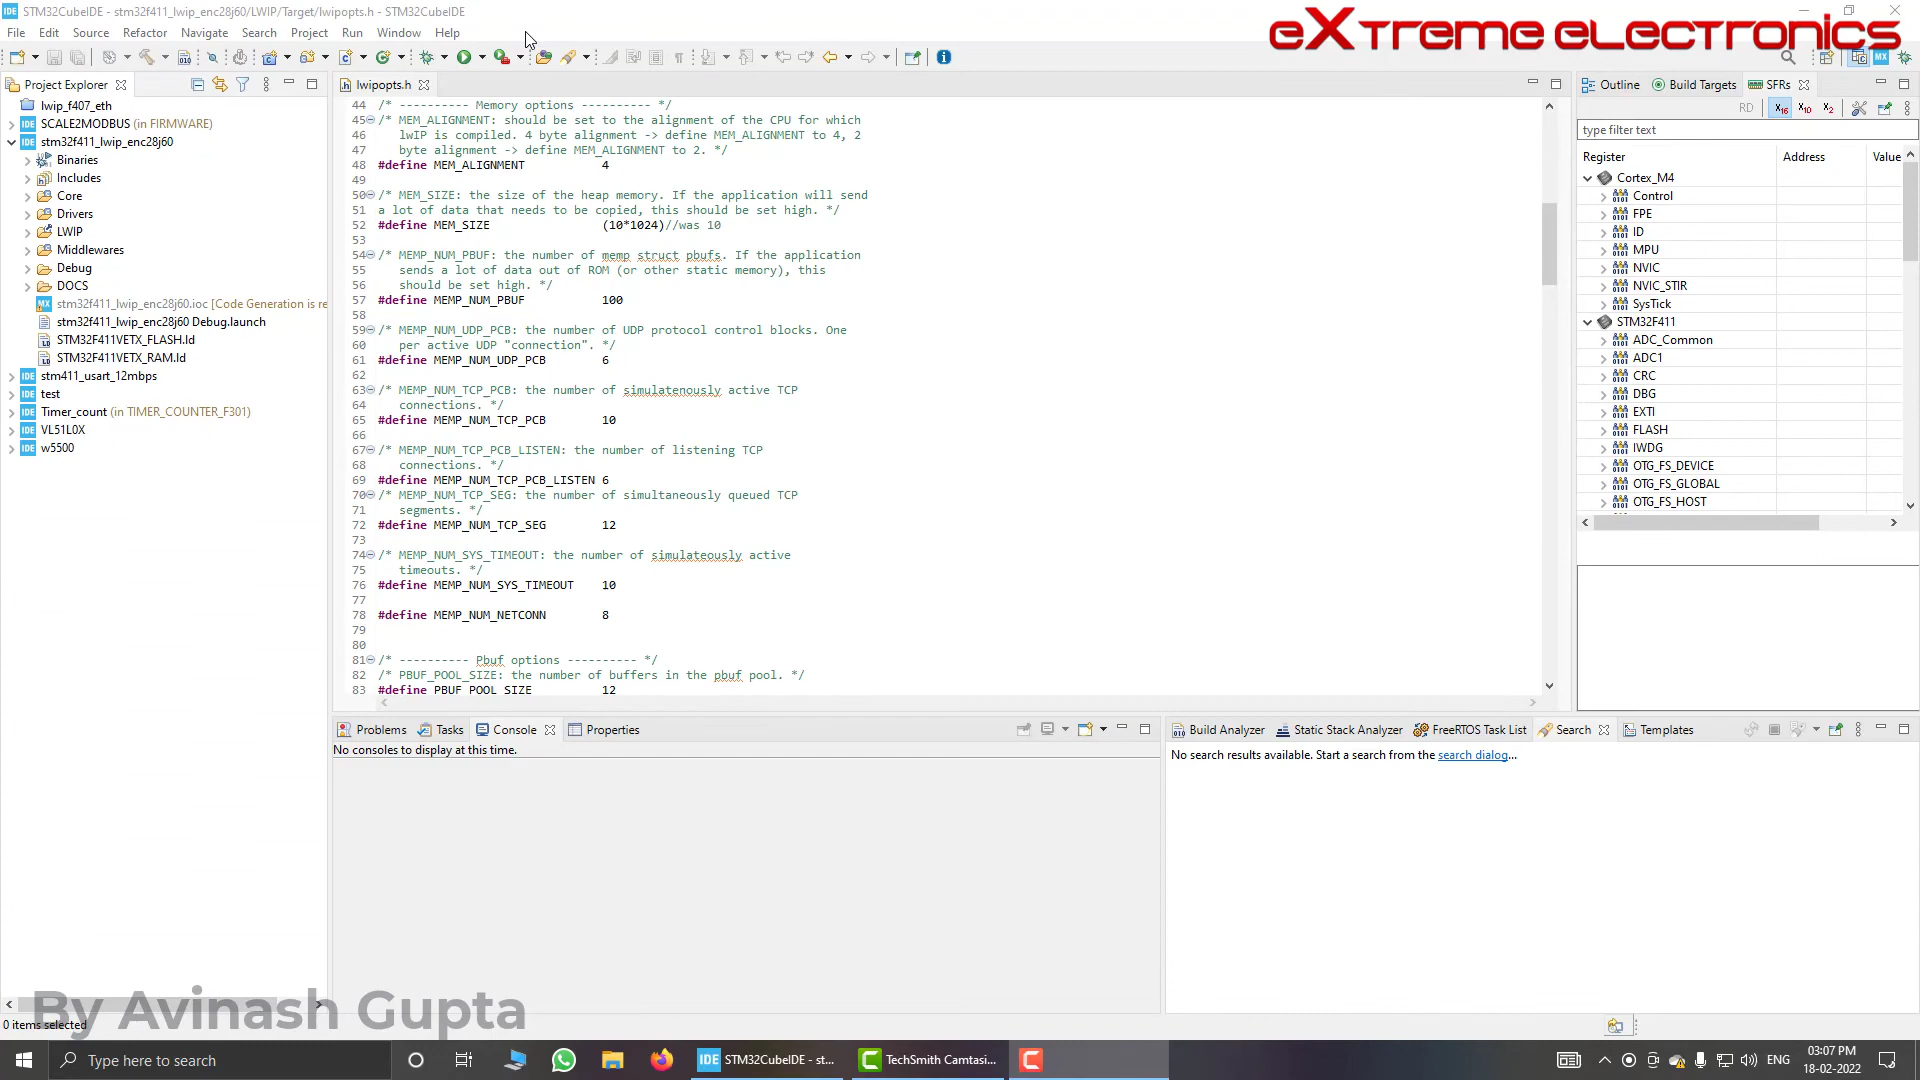 STM32CubeIDE - stm32f411_lwip_enc28j60/LWIP/Target/lwipopts.h - STM32CubeIDE
eXtreme eLECTRONICS
File Edit Source Refactor Navigate Search Project Run Window Help
Project Explorer
lwip_f407_eth
SCALE2MODBUS (in FIRMWARE)
stm32f411_lwip_enc28j60
Binaries
Includes
Core
Drivers
LWIP
Middlewares
Debug
DOCS
stm32f411_lwip_enc28j60.ioc [Code Generation is re
stm32f411_lwip_enc28j60 Debug.launch
STM32F411VETX_FLASH.ld
STM32F411VETX_RAM.ld
stm411_usart_12mbps
test
Timer_count (in TIMER_COUNTER_F301)
VL51L0X
w5500
lwipopts.h
44 /* ---------- Memory options ---------- */
45 /* MEM_ALIGNMENT: should be set to the alignment of the CPU for which
46 lwIP is compiled. 4 byte alignment -> define MEM_ALIGNMENT to 4, 2
47 byte alignment -> define MEM_ALIGNMENT to 2. */
48 #define MEM_ALIGNMENT 4
49
50 /* MEM_SIZE: the size of the heap memory. If the application will send
51 a lot of data that needs to be copied, this should be set high. */
52 #define MEM_SIZE (10*1024)//was 10
53
54 /* MEMP_NUM_PBUF: the number of memp struct pbufs. If the application
55 sends a lot of data out of ROM (or other static memory), this
56 should be set high. */
57 #define MEMP_NUM_PBUF 100
58
59 /* MEMP_NUM_UDP_PCB: the number of UDP protocol control blocks. One
60 per active UDP "connection". */
61 #define MEMP_NUM_UDP_PCB 6
62
63 /* MEMP_NUM_TCP_PCB: the number of simulatenously active TCP
64 connections. */
65 #define MEMP_NUM_TCP_PCB 10
66
67 /* MEMP_NUM_TCP_PCB_LISTEN: the number of listening TCP
68 connections. */
69 #define MEMP_NUM_TCP_PCB_LISTEN 6
70 /* MEMP_NUM_TCP_SEG: the number of simultaneously queued TCP
71 segments. */
72 #define MEMP_NUM_TCP_SEG 12
73
74 /* MEMP_NUM_SYS_TIMEOUT: the number of simulateously active
75 timeouts. */
76 #define MEMP_NUM_SYS_TIMEOUT 10
77
78 #define MEMP_NUM_NETCONN 8
79
80
81 /* ---------- Pbuf options ---------- */
82 /* PBUF_POOL_SIZE: the number of buffers in the pbuf pool. */
83 #define PBUF_POOL_SIZE 12
Outline Build Targets SFRs
RD X16 X10 X2
type filter text
Register Address Value
Cortex_M4
Control
FPE
ID
MPU
NVIC
NVIC_STIR
SysTick
STM32F411
ADC_Common
ADC1
CRC
DBG
EXTI
FLASH
IWDG
OTG_FS_DEVICE
OTG_FS_GLOBAL
OTG_FS_HOST
Problems Tasks Console Properties
No consoles to display at this time.
Build Analyzer Static Stack Analyzer FreeRTOS Task List Search Templates
No search results available. Start a search from the search dialog...
By Avinash Gupta
0 items selected
Type here to search
IDE STM32CubeIDE - st...
TechSmith Camtasi...
ENG
03:07 PM
18-02-2022